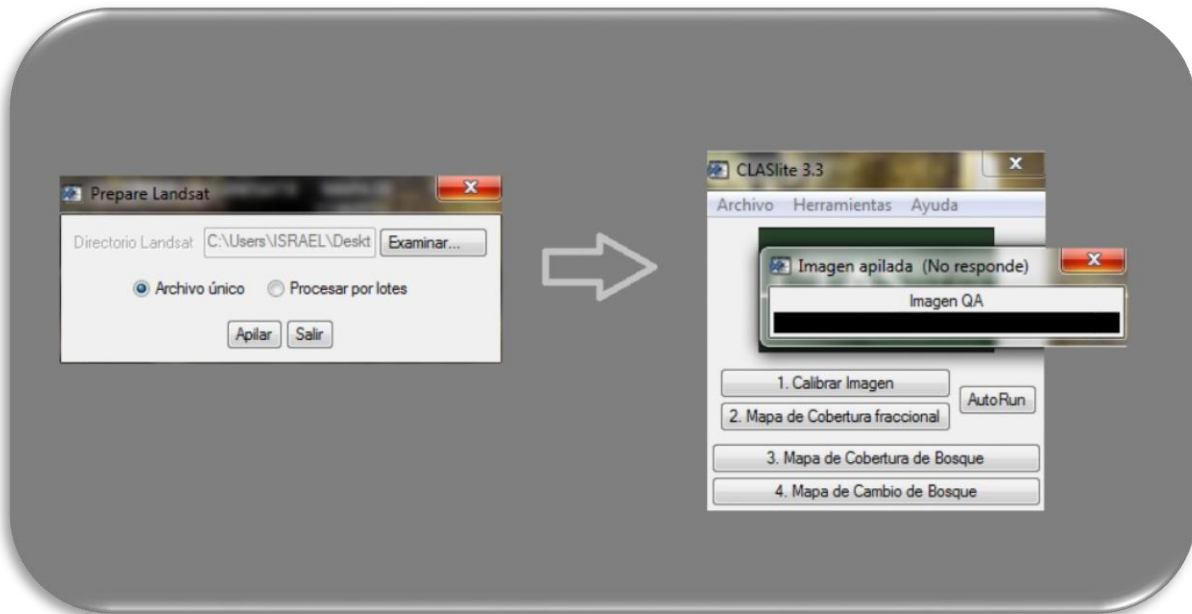 Prepare Landsat
Directorio Landsat C:\Users\ISRAEL\Deskt Examinar...
Archivo único Procesar por lotes
Apilar Salir
CLASlite 3.3
Archivo Herramientas Ayuda
Imagen apilada (No responde)
Imagen QA
1. Calibrar Imagen
AutoRun
2. Mapa de Cobertura fraccional
3. Mapa de Cobertura de Bosque
4. Mapa de Cambio de Bosque